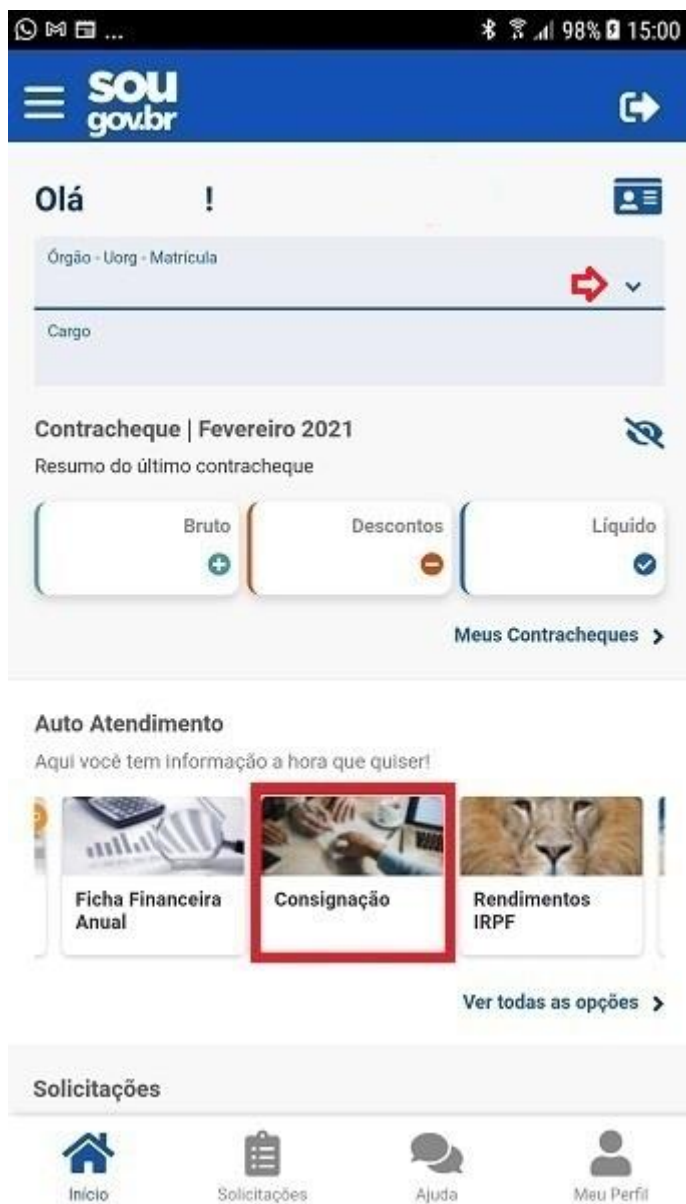 ... 98% 15:00
sou
gov.br
Olá !
Órgão - Uorg - Matrícula
Cargo
Contracheque | Fevereiro 2021
Resumo do último contracheque
Bruto Descontos Líquido
Meus Contracheques
Auto Atendimento
Aqui você tem informação a hora que quiser!
Ficha Financeira Anual
Consignação
Rendimentos IRPF
Ver todas as opções
Solicitações
Início Solicitações Ajuda Meu Perfil